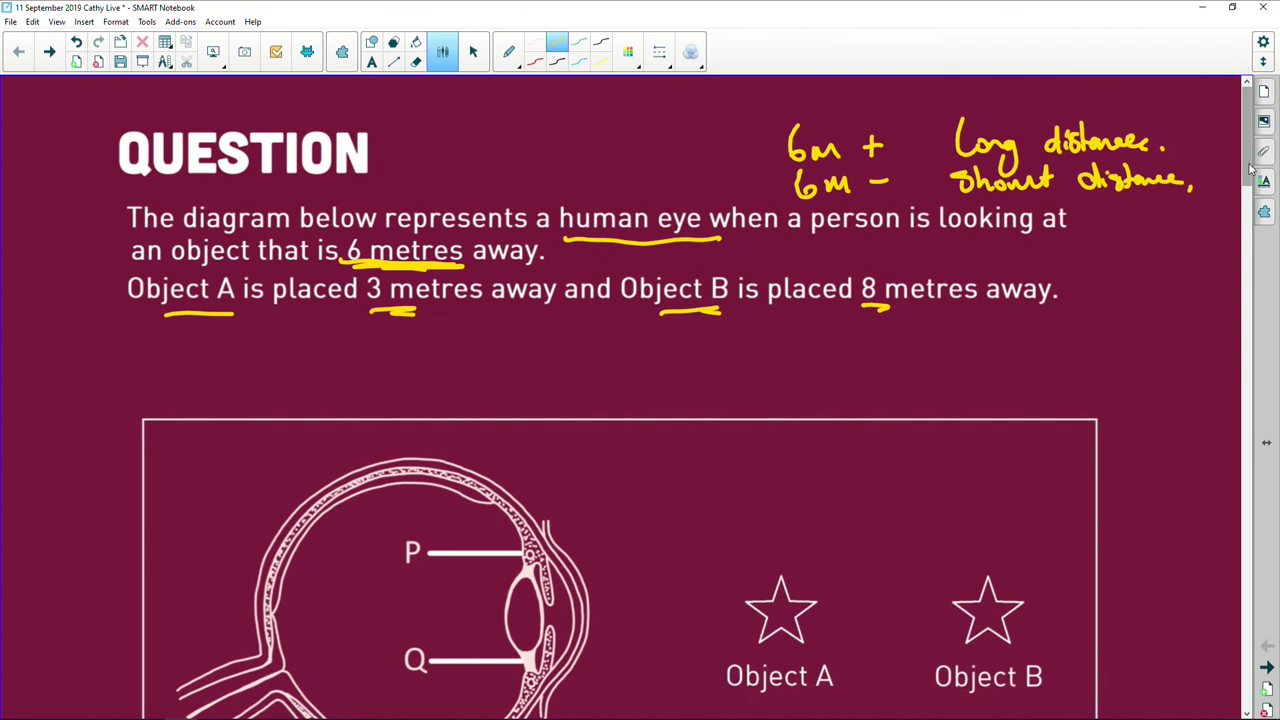 11 September 2019 Cathy Live * - SMART Notebook
File Edit View Insert Format Tools Add-ons Account Help
QUESTION
6m + Long distances.
6m - Short distance,
The diagram below represents a human eye when a person is looking at
an object that is 6 metres away.
Object A is placed 3 metres away and Object B is placed 8 metres away.
P
Q
Object A
Object B